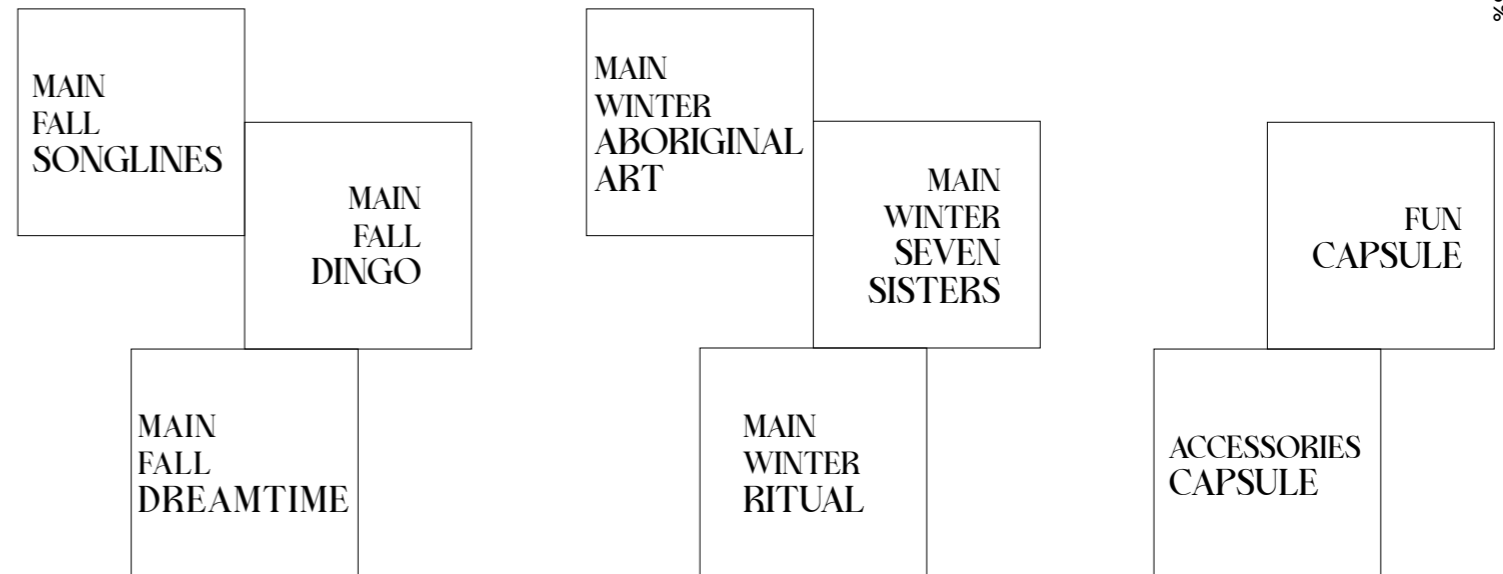 MAIN
FALL
SONGLINES
MAIN
FALL
DINGO
MAIN
FALL
DREAMTIME
MAIN
WINTER
ABORIGINAL
ART
MAIN
WINTER
SEVEN
SISTERS
MAIN
WINTER
RITUAL
FUN
CAPSULE
ACCESSORIES
CAPSULE